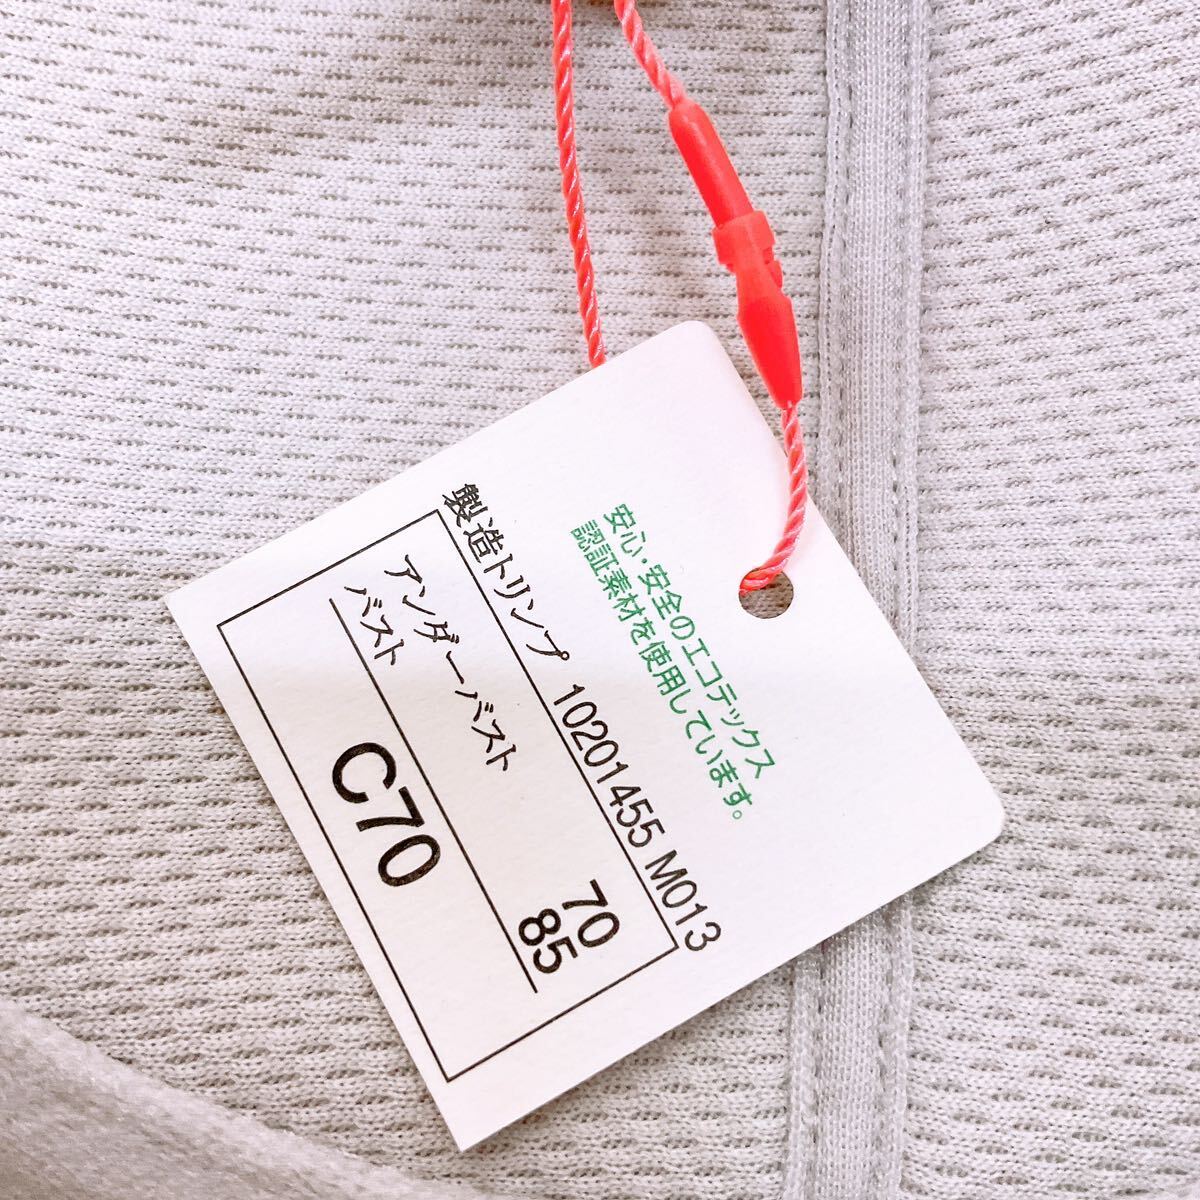 安心・安全のエコテックス
認証素材を使用しています。
製造トリンプ 10201455 M013
アンダーバスト 70
バスト 85
C70